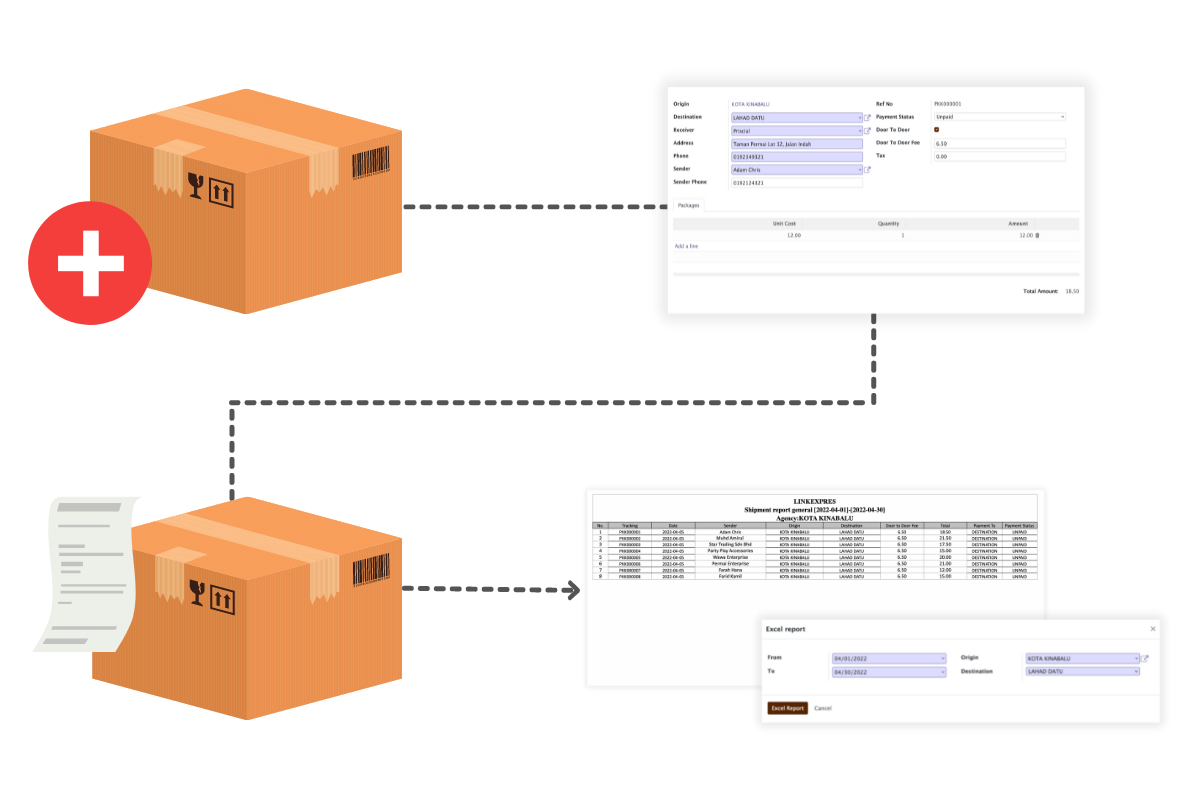 Origin KOTA KINABALU Ref No PKK000001
Destination LAHAD DATU Payment Status Unpaid
Receiver Priscial Door To Door
Address Taman Permai Lot 12, Jalan Indah Door To Door Fee 6.50
Phone 0192349321 Tax 0.00
Sender Adam Chris
Sender Phone 0192124321
Packages
Unit Cost Quantity Amount
12.00 1 12.00
Add a line
Total Amount: 18.50
LINKEXPRES
Shipment report general [2022-04-01]-[2022-04-30]
Agency:KOTA KINABALU
No. Tracking Date Sender Origin Destination Door to Door Fee Total Payment To Payment Status
1 PKK000001 2022-04-05 Adam Chris KOTA KINABALU LAHAD DATU 6.50 18.50 DESTINATION UNPAID
2 PKK000002 2022-04-05 Mohd Amirul KOTA KINABALU LAHAD DATU 6.50 21.50 DESTINATION UNPAID
3 PKK000003 2022-04-05 Star Trading Sdn Bhd KOTA KINABALU LAHAD DATU 6.50 17.50 DESTINATION UNPAID
4 PKK000004 2022-04-05 Party Play Accessories KOTA KINABALU LAHAD DATU 6.50 15.00 DESTINATION UNPAID
5 PKK000005 2022-04-05 Wawa Enterprise KOTA KINABALU LAHAD DATU 6.50 20.00 DESTINATION UNPAID
6 PKK000006 2022-04-05 Permai Enterprise KOTA KINABALU LAHAD DATU 6.50 21.00 DESTINATION UNPAID
7 PKK000007 2022-04-05 Farah Hana KOTA KINABALU LAHAD DATU 6.50 12.00 DESTINATION UNPAID
8 PKK000008 2022-04-05 Farid Kamil KOTA KINABALU LAHAD DATU 6.50 15.00 DESTINATION UNPAID
Excel report
From 04/01/2022 Origin KOTA KINABALU
To 04/30/2022 Destination LAHAD DATU
Excel Report Cancel